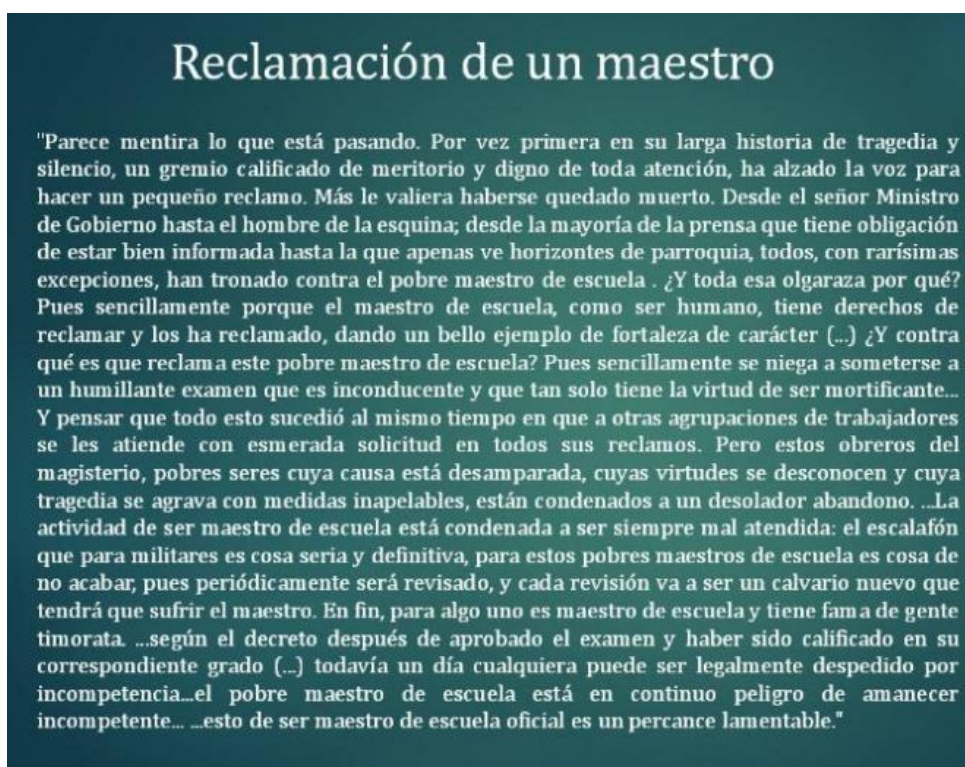 Reclamación de un maestro
"Parece mentira lo que está pasando. Por vez primera en su larga historia de tragedia y
silencio, un gremio calificado de meritorio y digno de toda atención, ha alzado la voz para
hacer un pequeño reclamo. Más le valiera haberse quedado muerto. Desde el señor Ministro
de Gobierno hasta el hombre de la esquina; desde la mayoría de la prensa que tiene obligación
de estar bien informada hasta la que apenas ve horizontes de parroquia, todos, con rarísimas
excepciones, han tronado contra el pobre maestro de escuela . ¿Y toda esa olgaraza por qué?
Pues sencillamente porque el maestro de escuela, como ser humano, tiene derechos de
reclamar y los ha reclamado, dando un bello ejemplo de fortaleza de carácter (...) ¿Y contra
qué es que reclama este pobre maestro de escuela? Pues sencillamente se niega a someterse a
un humillante examen que es inconducente y que tan solo tiene la virtud de ser mortificante...
Y pensar que todo esto sucedió al mismo tiempo en que a otras agrupaciones de trabajadores
se les atiende con esmerada solicitud en todos sus reclamos. Pero estos obreros del
magisterio, pobres seres cuya causa está desamparada, cuyas virtudes se desconocen y cuya
tragedia se agrava con medidas inapelables, están condenados a un desolador abandono. ...La
actividad de ser maestro de escuela está condenada a ser siempre mal atendida: el escalafón
que para militares es cosa seria y definitiva, para estos pobres maestros de escuela es cosa de
no acabar, pues periódicamente será revisado, y cada revisión va a ser un calvario nuevo que
tendrá que sufrir el maestro. En fin, para algo uno es maestro de escuela y tiene fama de gente
timorata. ...según el decreto después de aprobado el examen y haber sido calificado en su
correspondiente grado (...) todavía un día cualquiera puede ser legalmente despedido por
incompetencia...el pobre maestro de escuela está en continuo peligro de amanecer
incompetente... ...esto de ser maestro de escuela oficial es un percance lamentable."